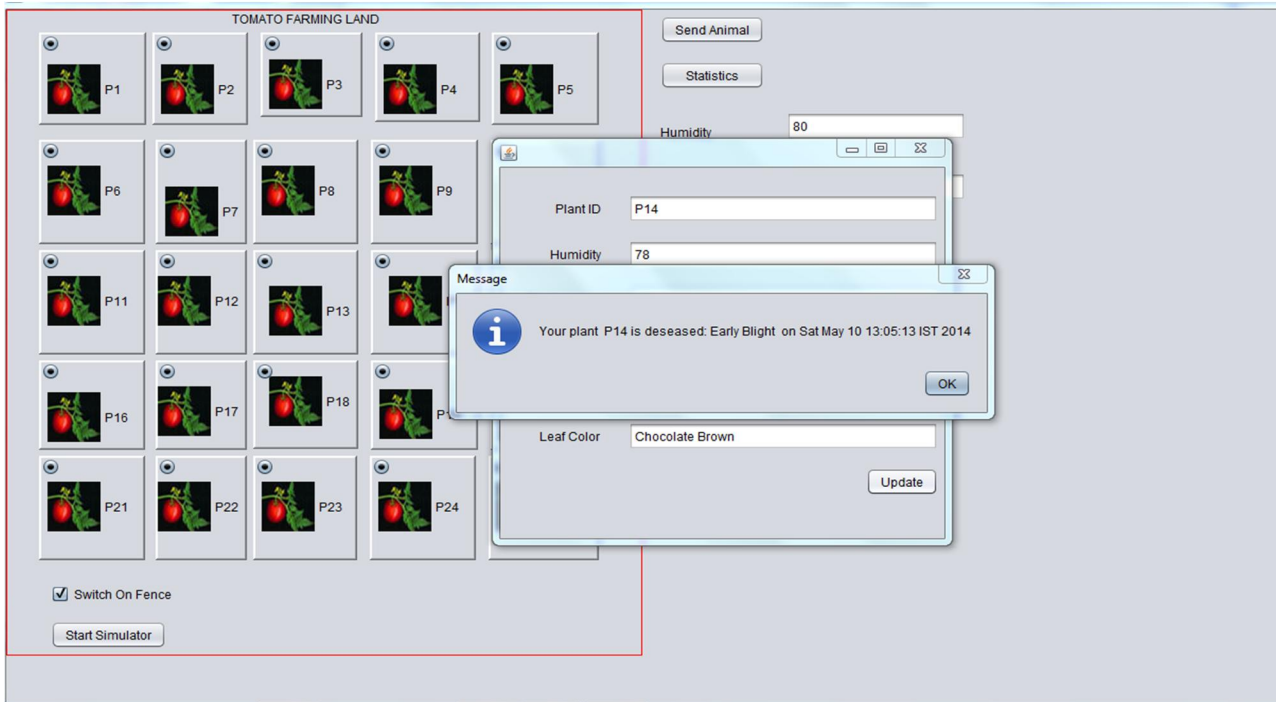 TOMATO FARMING LAND
P1 P2 P3 P4 P5
P6 P7 P8 P9
P11 P12 P13
P16 P17 P18
P21 P22 P23 P24
Switch On Fence
Start Simulator
Send Animal
Statistics
Humidity 80
Plant ID P14
Humidity 78
Message
Your plant P14 is deseased: Early Blight on Sat May 10 13:05:13 IST 2014
OK
Leaf Color Chocolate Brown
Update